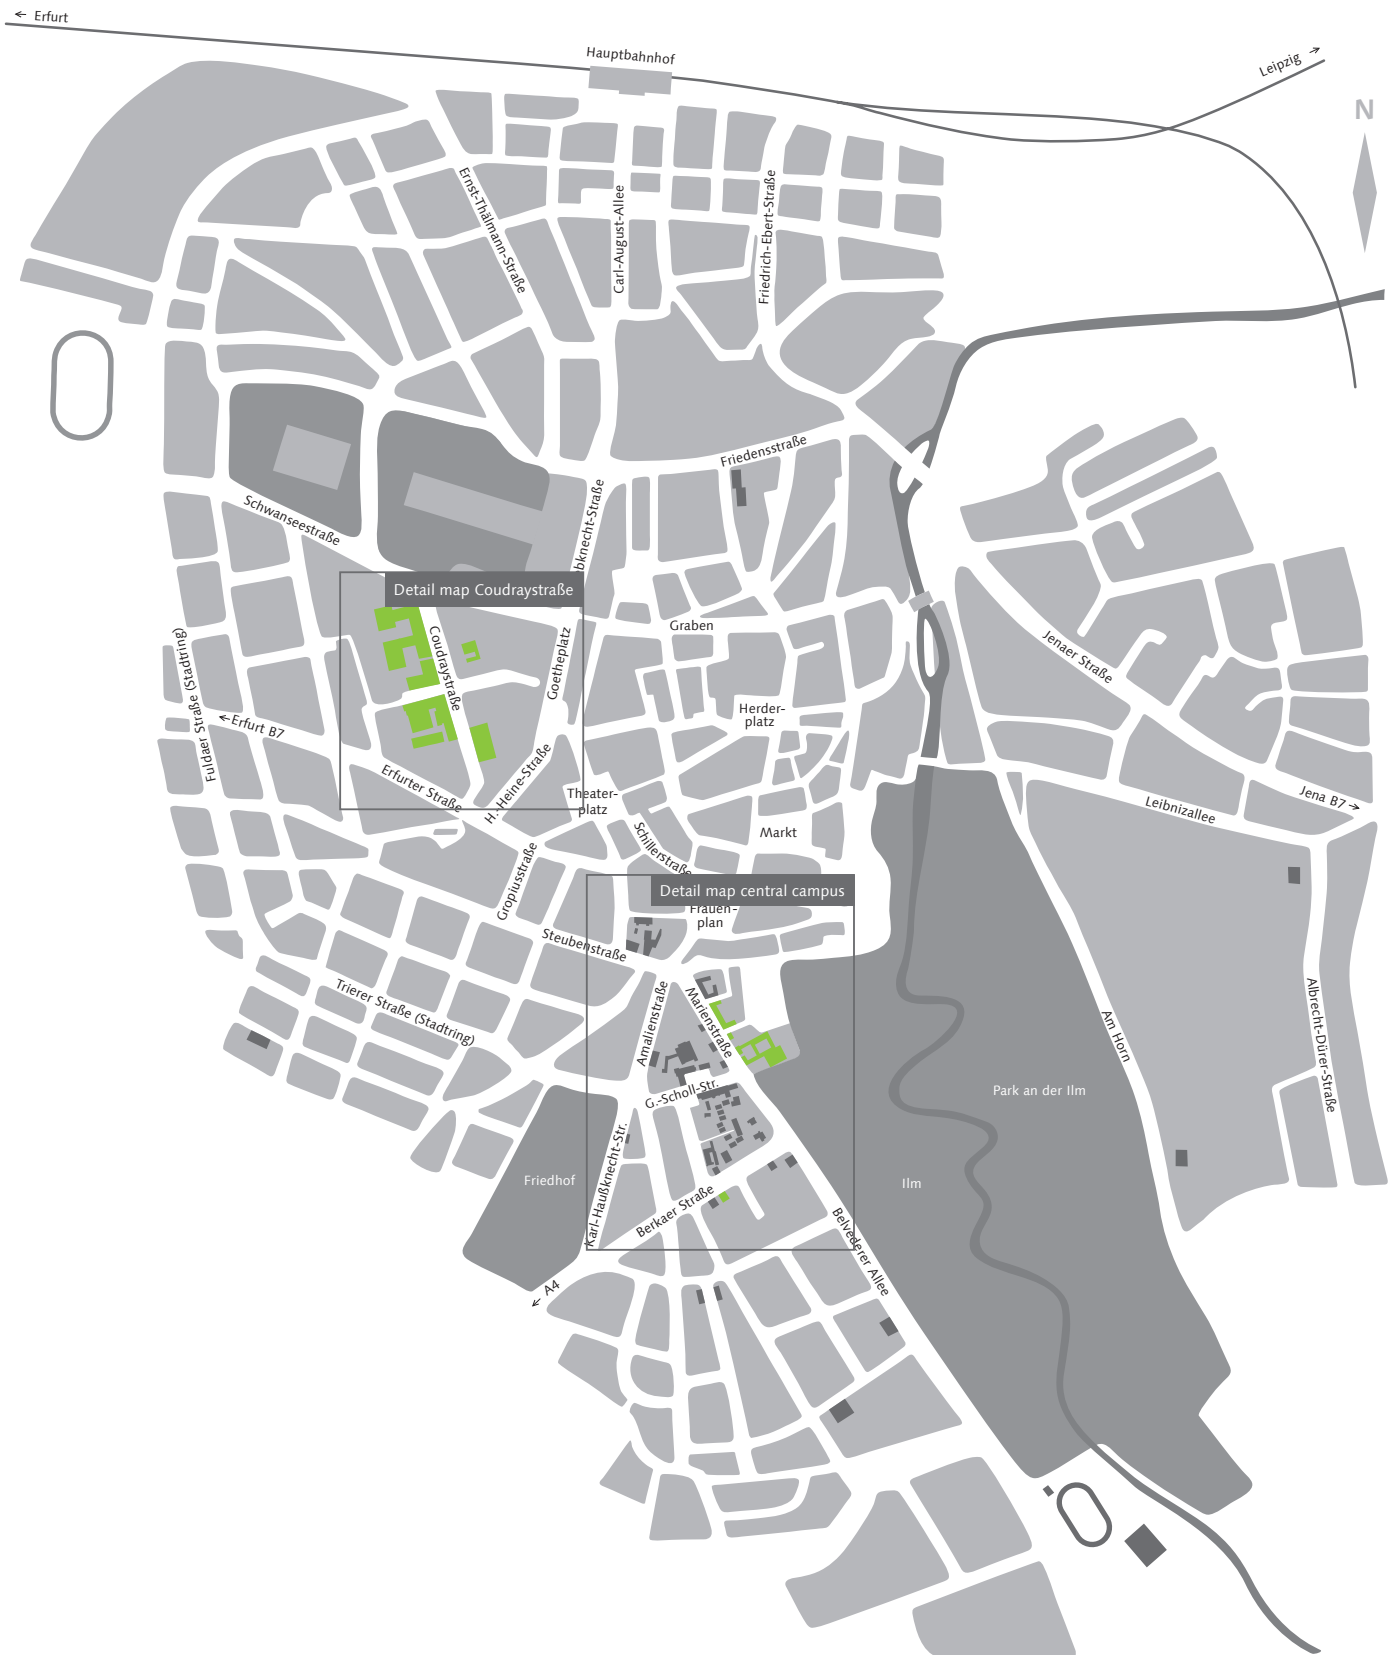 ← Erfurt
Hauptbahnhof
Leipzig →
N
Ernst-Thälmann-Straße
Carl-August-Allee
Friedrich-Ebert-Straße
Friedensstraße
Schwanseestraße
bknecht-Straße
Detail map Coudraystraße
Graben
Coudraystraße
Goetheplatz
Jenaer Straße
Fuldaer Straße (Stadtring)
← Erfurt B7
Herder-
platz
Erfurter Straße
H.-Heine-Straße
Theater-
platz
Jena B7 →
Leibnizallee
Markt
Schillerstraße
Gropiusstraße
Detail map central campus
Frauen-
plan
Steubenstraße
Trierer Straße (Stadtring)
Amalienstraße
Marienstraße
Am Horn
Albrecht-Dürer-Straße
Park an der Ilm
G.-Scholl-Str.
Friedhof
Karl-Haußknecht-Str.
Ilm
Berkaer Straße
Belvederer Allee
← A4